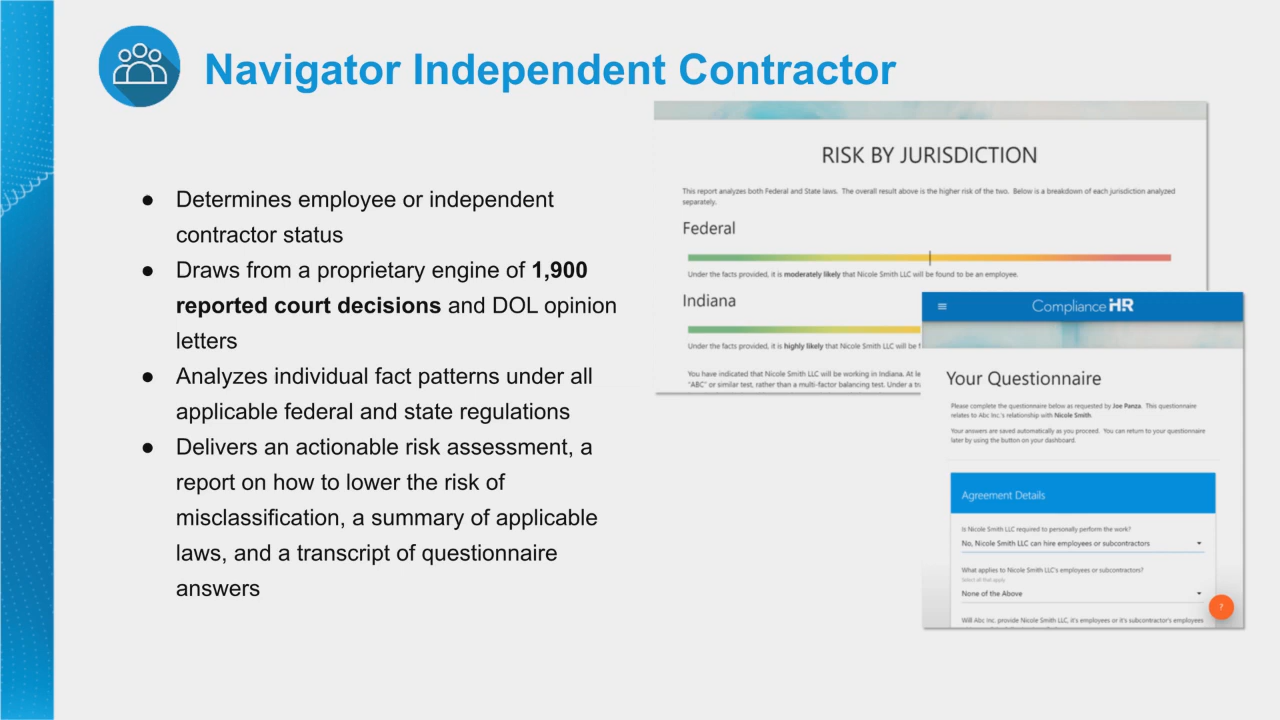 Navigator Independent Contractor
● Determines employee or independent
contractor status
● Draws from a proprietary engine of 1,900
reported court decisions and DOL opinion
letters
● Analyzes individual fact patterns under all
applicable federal and state regulations
● Delivers an actionable risk assessment, a
report on how to lower the risk of
misclassification, a summary of applicable
laws, and a transcript of questionnaire
answers
RISK BY JURISDICTION
This report analyzes both Federal and State laws. The overall result above is the higher risk of the two. Below is a breakdown of each jurisdiction analyzed
separately.
Federal
Under the facts provided, it is moderately likely that Nicole Smith LLC will be found to be an employee.
Indiana
Under the facts provided, it is highly likely that Nicole Smith LLC will be
You have indicated that Nicole Smith LLC will be working in Indiana. At le
"ABC" or similar test, rather than a multi-factor balancing test. Under a
Compliance HR
Your Questionnaire
Please complete the questionnaire below as requested by Joe Panza. This questionnaire
relates to Abc Inc.'s relationship with Nicole Smith.
Your answers are saved automatically as you proceed. You can return to your questionnaire
later by using the button on your dashboard.
Agreement Details
Is Nicole Smith LLC required to personally perform the work?
No, Nicole Smith LLC can hire employees or subcontractors
What applies to Nicole Smith LLC's employees or subcontractors?
Select all that apply
None of the Above
Will Abc Inc. provide Nicole Smith LLC, it's employees or it's subcontractor's employees
?